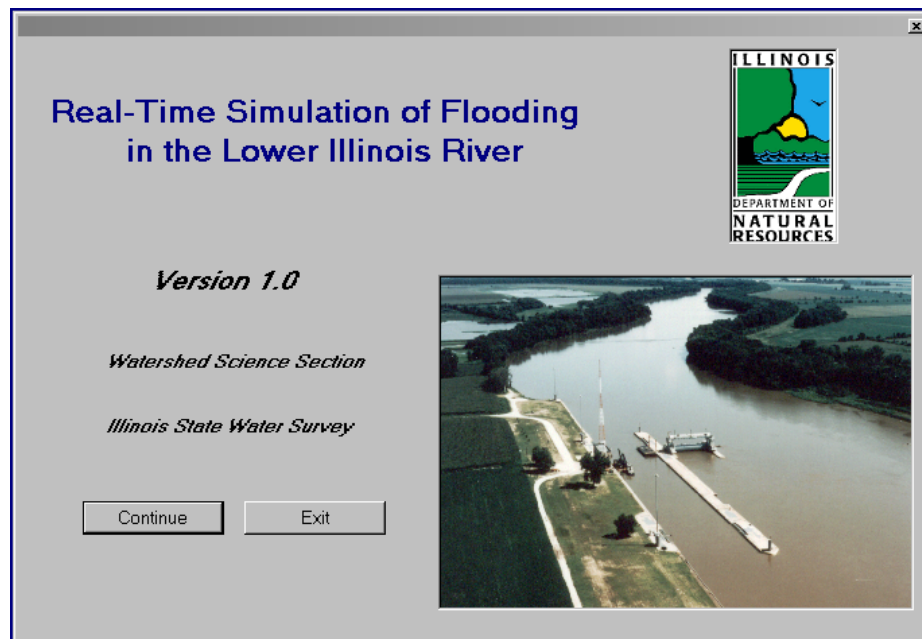 Real-Time Simulation of Flooding
in the Lower Illinois River
ILLINOIS
DEPARTMENT OF
NATURAL
RESOURCES
Version 1.0
Watershed Science Section
Illinois State Water Survey
Continue
Exit